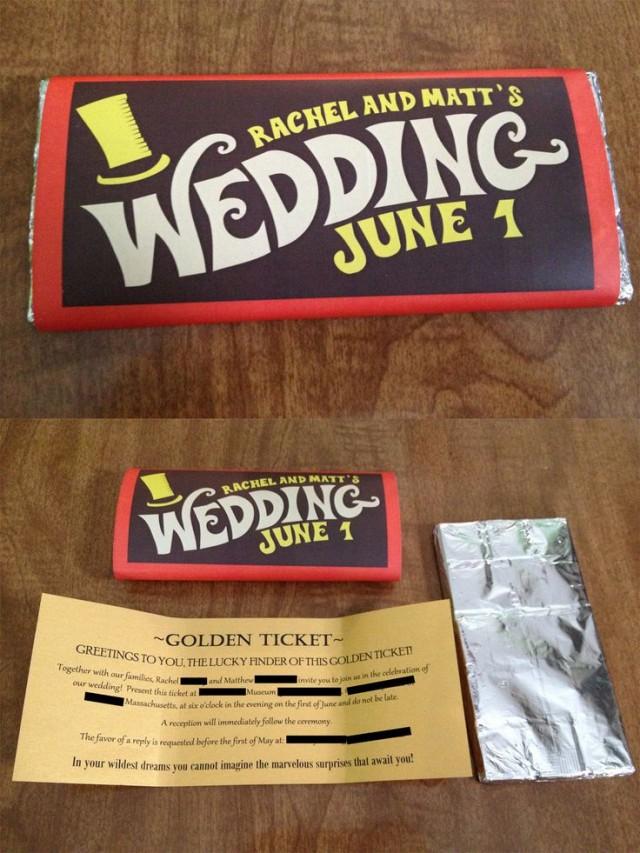 RACHEL AND MATT'S
WEDDING
JUNE 1
RACHEL AND MATT'S
WEDDING
JUNE 1
~GOLDEN TICKET~
GREETINGS TO YOU, THE LUCKY FINDER OF THIS GOLDEN TICKET!
Together with our families, Rachel and Matthew invite you to join us in the celebration of
our wedding! Present this ticket at Museum
Massachusetts, at six o'clock in the evening on the first of June and do not be late.
A reception will immediately follow the ceremony.
The favor of a reply is requested before the first of May at:
In your wildest dreams you cannot imagine the marvelous surprises that await you!